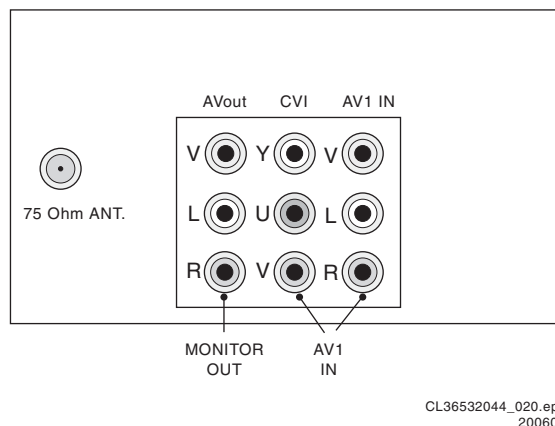 AVout CVI AV1 IN
V Y V
75 Ohm ANT. L U L
R V R
MONITOR OUT
AV1 IN
CL36532044_020.ep
20060